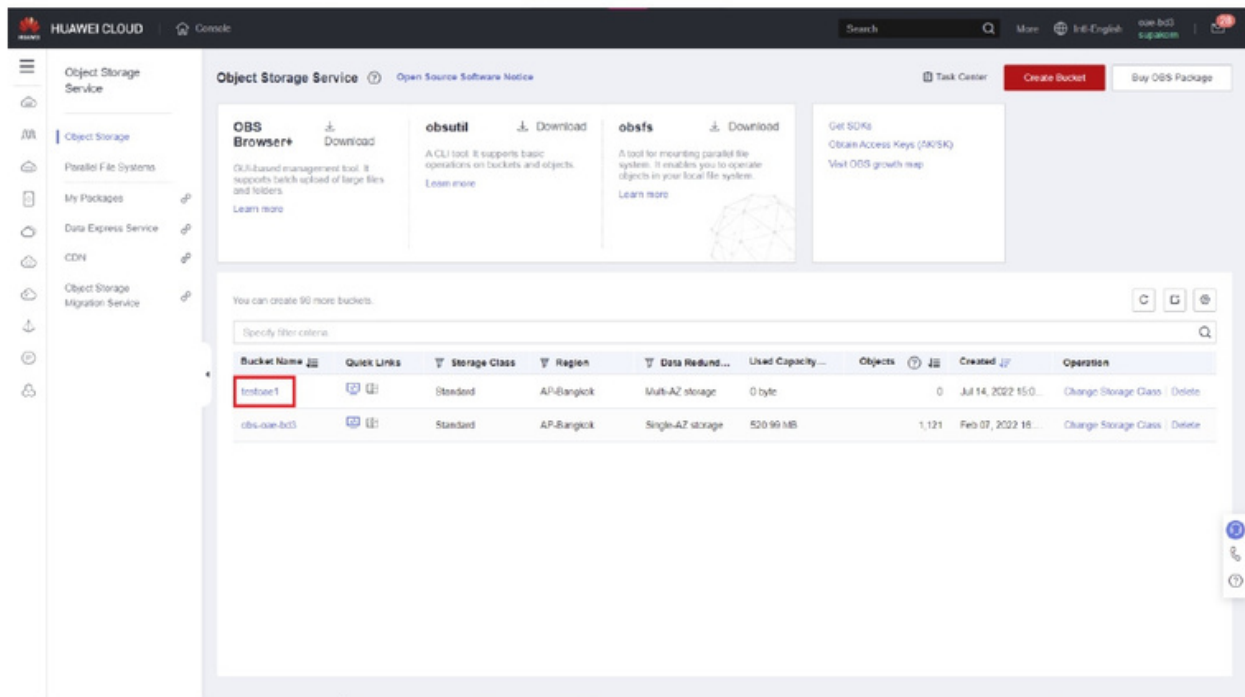 HUAWEI
HUAWEI CLOUD
Console
Search
More
Intl-English
oae-bd3
supakorn
28
Object Storage
Service
Object Storage
Parallel File Systems
My Packages
Data Express Service
CDN
Object Storage
Migration Service
Object Storage Service
Open Source Software Notice
Task Center
Create Bucket
Buy OBS Package
OBS
Browser+
Download
GUI-based management tool. It
supports batch upload of large files
and folders.
Learn more
obsutil
Download
A CLI tool. It supports basic
operations on buckets and objects.
Learn more
obsfs
Download
A tool for mounting parallel file
system. It enables you to operate
objects in your local file system.
Learn more
Get SDKs
Obtain Access Keys (AK/SK)
Visit OBS growth map
You can create 98 more buckets.
Specify filter criteria.
Bucket Name Quick Links Storage Class Region Data Redund... Used Capacity... Objects Created Operation
testoae1 Standard AP-Bangkok Multi-AZ storage 0 byte 0 Jul 14, 2022 15:0... Change Storage Class | Delete
obs-oae-bd3 Standard AP-Bangkok Single-AZ storage 520.99 MB 1,121 Feb 07, 2022 16:... Change Storage Class | Delete